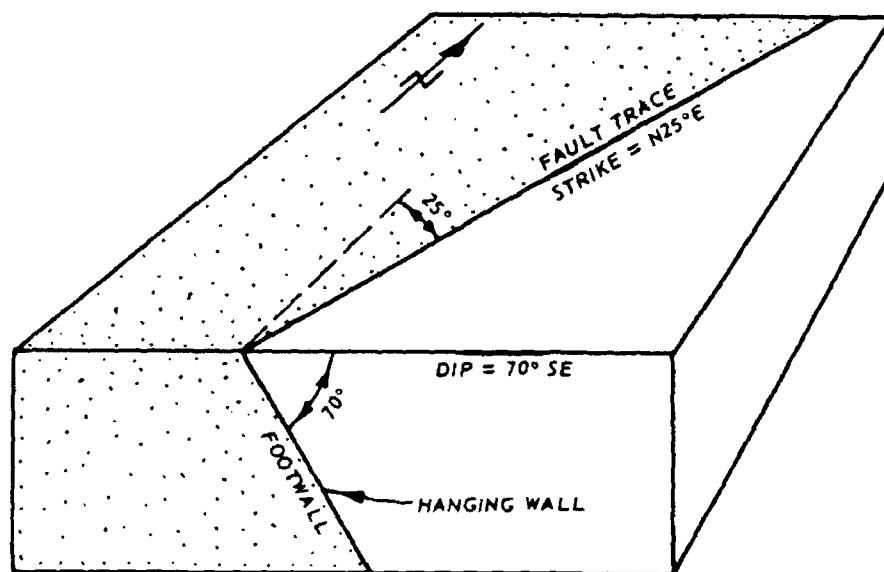 N
FAULT TRACE
STRIKE = N25°E
25°
DIP = 70° SE
70°
FOOTWALL
HANGING WALL